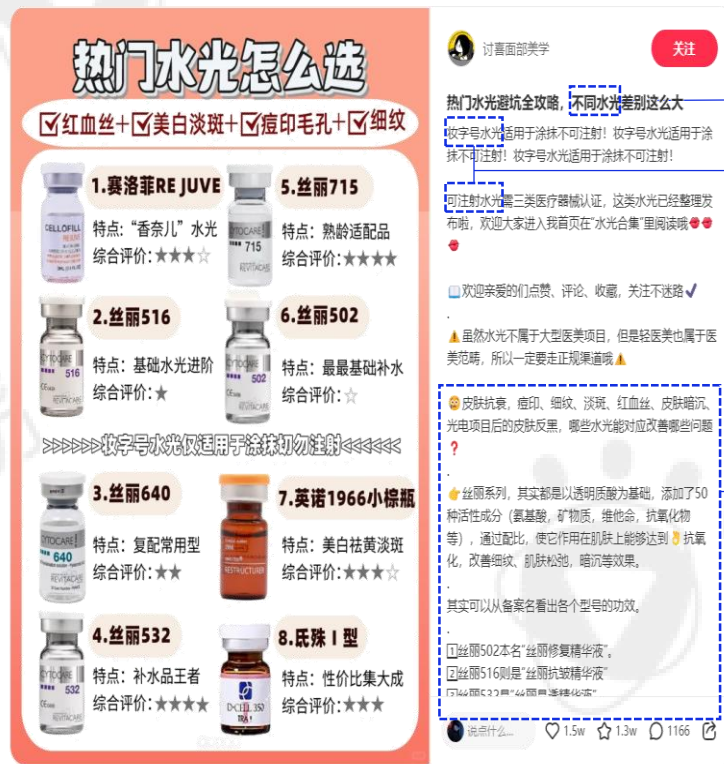 热门水光怎么选
☑红血丝+☑美白淡斑+☑痘印毛孔+☑细纹
1.赛洛菲RE JUVE
特点：“香奈儿”水光
综合评价：★★★☆
CELLOFILL
5.丝丽715
特点：熟龄适配品
综合评价：★★★★
CYTOCARE
715
REVITACARE
2.丝丽516
特点：基础水光进阶
综合评价：★
CYTOCARE
516
REVITACARE
6.丝丽502
特点：最最基础补水
综合评价：☆
CYTOCARE
502
REVITACARE
>>>>>>妆字号水光仅适用于涂抹切勿注射<<<<<<
3.丝丽640
特点：复配常用型
综合评价：★★
CYTOCARE
640
REVITACARE
7.英诺1966小棕瓶
特点：美白祛黄淡斑
综合评价：★★★☆
RESTRUCTURER
4.丝丽532
特点：补水品王者
综合评价：★★★★
CYTOCARE
532
REVITACARE
8.氏殊Ⅰ型
特点：性价比集大成
综合评价：★★★
D·CELL 350
讨喜面部美学
关注
热门水光避坑全攻略，不同水光差别这么大
妆字号水光适用于涂抹不可注射！妆字号水光适用于涂
抹不可注射！妆字号水光适用于涂抹不可注射！
可注射水光需三类医疗器械认证，这类水光已经整理发
布啦，欢迎大家进入我首页在“水光合集”里阅读哦💋💋
💋
📖欢迎亲爱的们点赞、评论、收藏，关注不迷路✔
.
⚠️虽然水光不属于大型医美项目，但是轻医美也属于医
美范畴，所以一定要走正规渠道哦⚠️
😳皮肤抗衰，痘印、细纹、淡斑、红血丝、皮肤暗沉、
光电项目后的皮肤反黑，哪些水光能对应改善哪些问题
❓
.
👉丝丽系列，其实都是以透明质酸为基础，添加了50
种活性成分（氨基酸，矿物质，维他命，抗氧化物
等），通过配比，使它作用在肌肤上能够达到👌抗氧
化，改善细纹、肌肤松弛，暗沉等效果。
.
其实可以从备案名看出各个型号的功效。
.
1️⃣丝丽502本名“丝丽修复精华液”。
2️⃣丝丽516则是“丝丽抗皱精华液”
说点什么...
1.5w
1.3w
1166